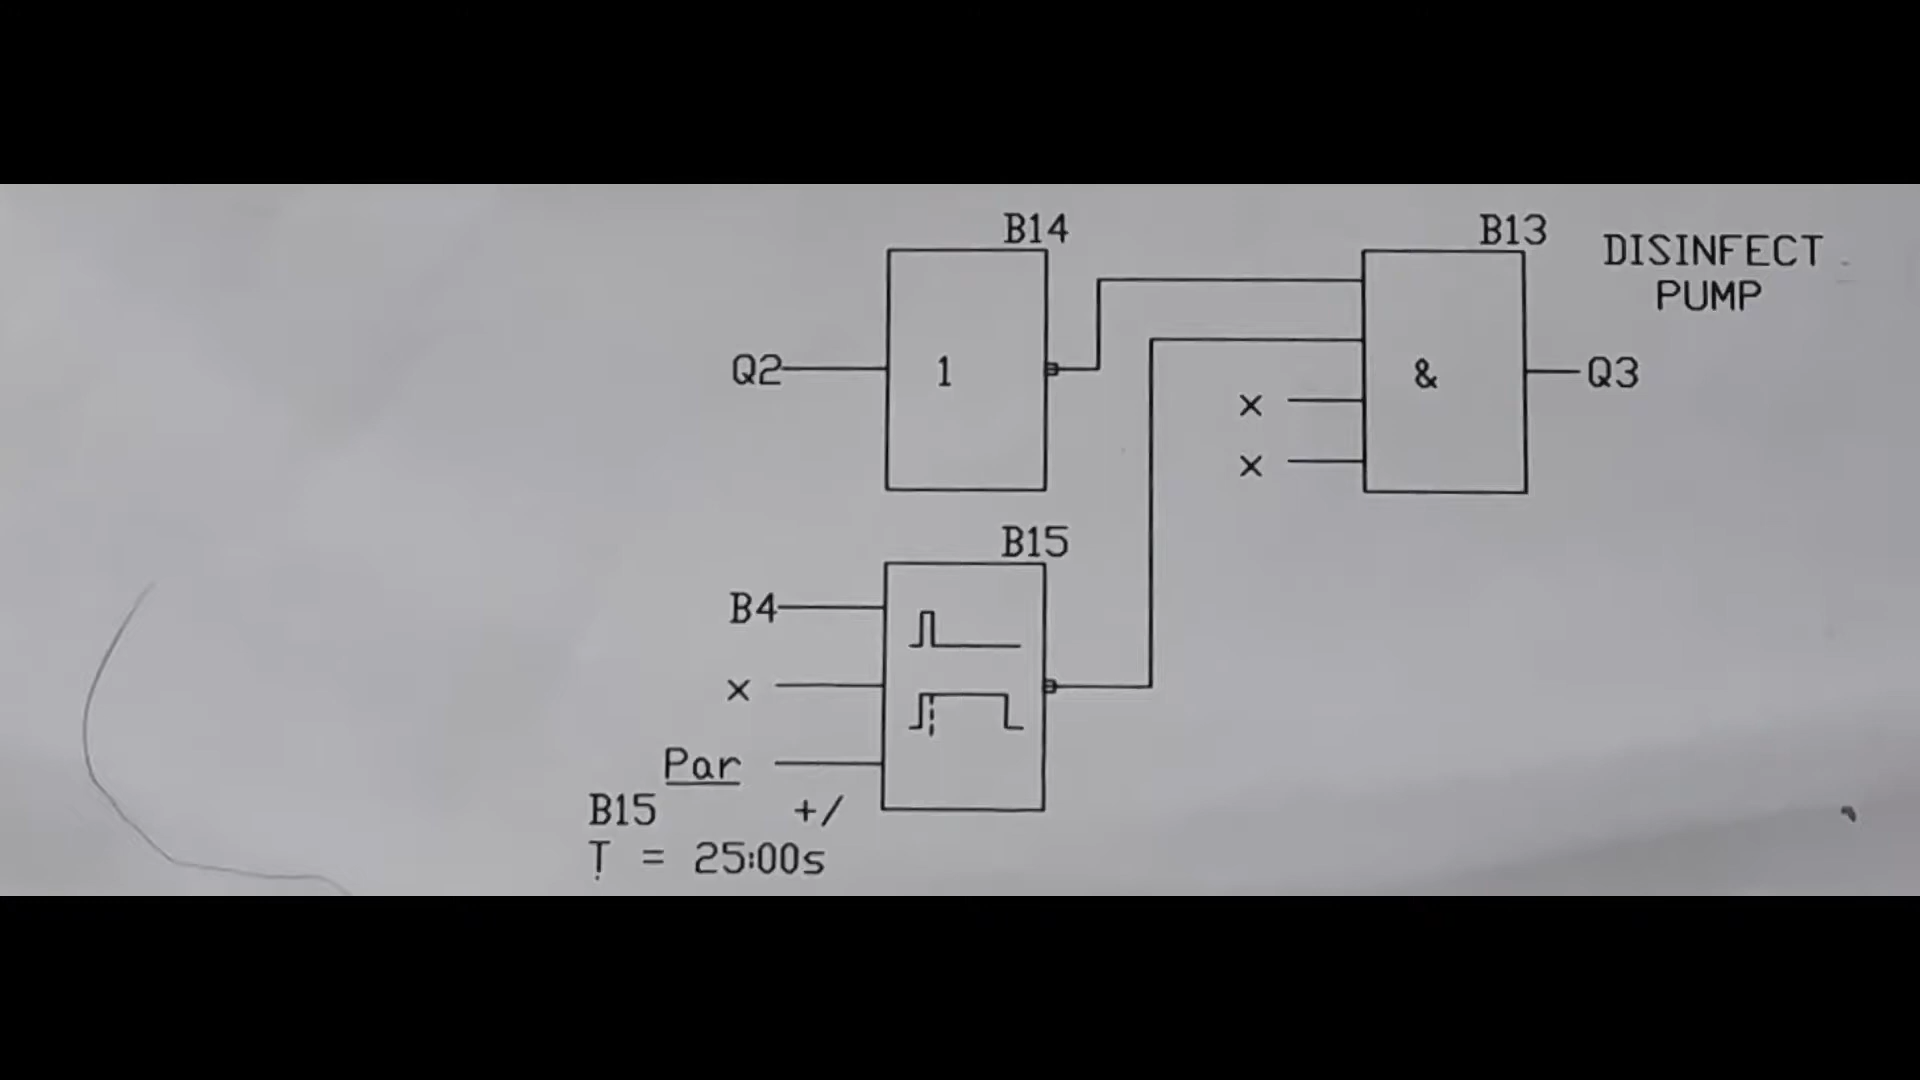 B14
B13
DISINFECT
PUMP
Q2
1
&
Q3
×
×
B15
B4
×
Par
B15 +/
T = 25:00s